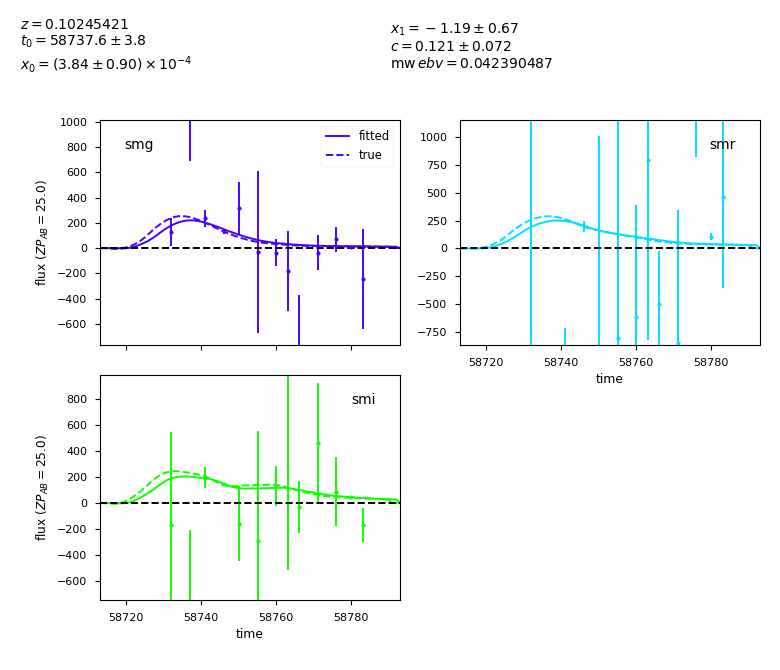 z = 0.10245421
t₀ = 58737.6 ± 3.8
x₀ = (3.84 ± 0.90) × 10⁻⁴
x₁ = −1.19 ± 0.67
c = 0.121 ± 0.072
mwebv = 0.042390487
smg
fitted
true
1000
800
600
400
200
0
−200
−400
−600
flux (ZP_AB = 25.0)
smr
1000
750
500
250
0
−250
−500
−750
58720 58740 58760 58780
time
smi
800
600
400
200
0
−200
−400
−600
flux (ZP_AB = 25.0)
58720 58740 58760 58780
time